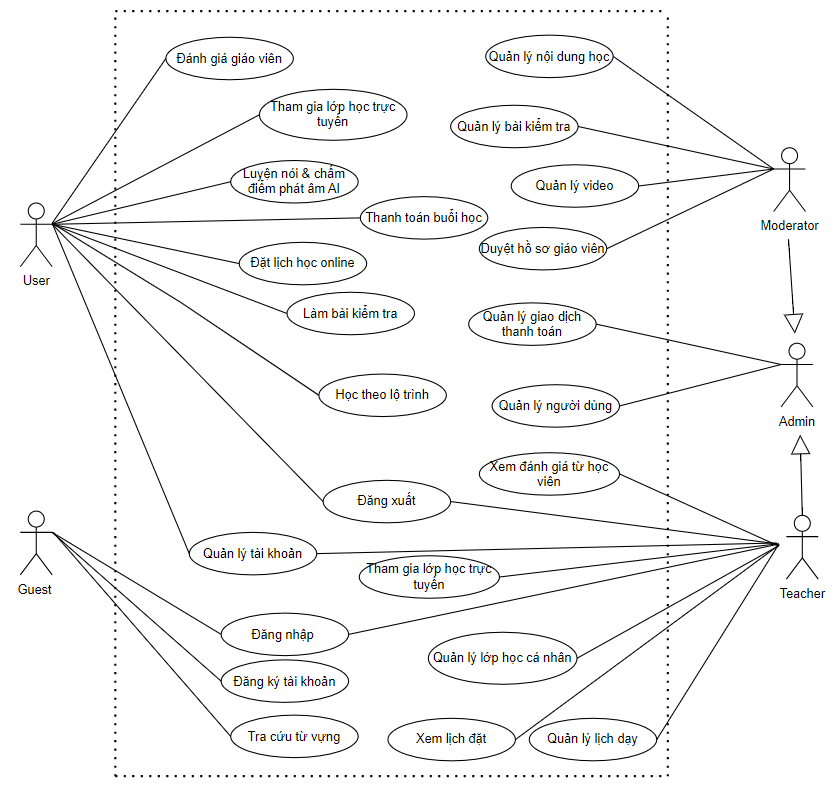 Đánh giá giáo viên
Quản lý nội dung học
Tham gia lớp học trực
tuyến
Quản lý bài kiểm tra
Luyện nói & chấm
điểm phát âm AI
Quản lý video
Thanh toán buổi học
Moderator
Duyệt hồ sơ giáo viên
Đặt lịch học online
User
Làm bài kiểm tra
Quản lý giao dịch
thanh toán
Học theo lộ trình
Quản lý người dùng
Admin
Xem đánh giá từ học
viên
Đăng xuất
Quản lý tài khoản
Tham gia lớp học trực
tuyến
Guest
Teacher
Đăng nhập
Quản lý lớp học cá nhân
Đăng ký tài khoản
Tra cứu từ vựng
Xem lịch đặt
Quản lý lịch dạy